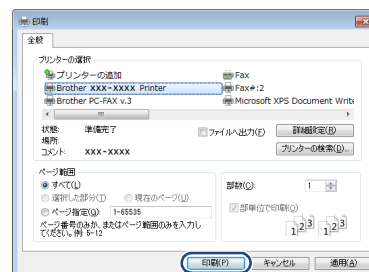 印刷
全般
プリンターの選択
プリンターの追加
Fax
Brother XXX-XXXX Printer
Fax#:2
Brother PC-FAX v.3
Microsoft XPS Document Write
状態: 準備完了
ファイルへ出力(F)
詳細設定(R)
場所:
コメント: XXX-XXXX
プリンターの検索(D)...
ページ範囲
すべて(L)
選択した部分(T)
現在のページ(U)
ページ指定(G): 1-65535
ページ番号のみか、またはページ範囲のみを入力し
てください。例 5-12
部数(C): 1
部単位で印刷(O)
1 2 3
1 2 3
印刷(P)
キャンセル
適用(A)